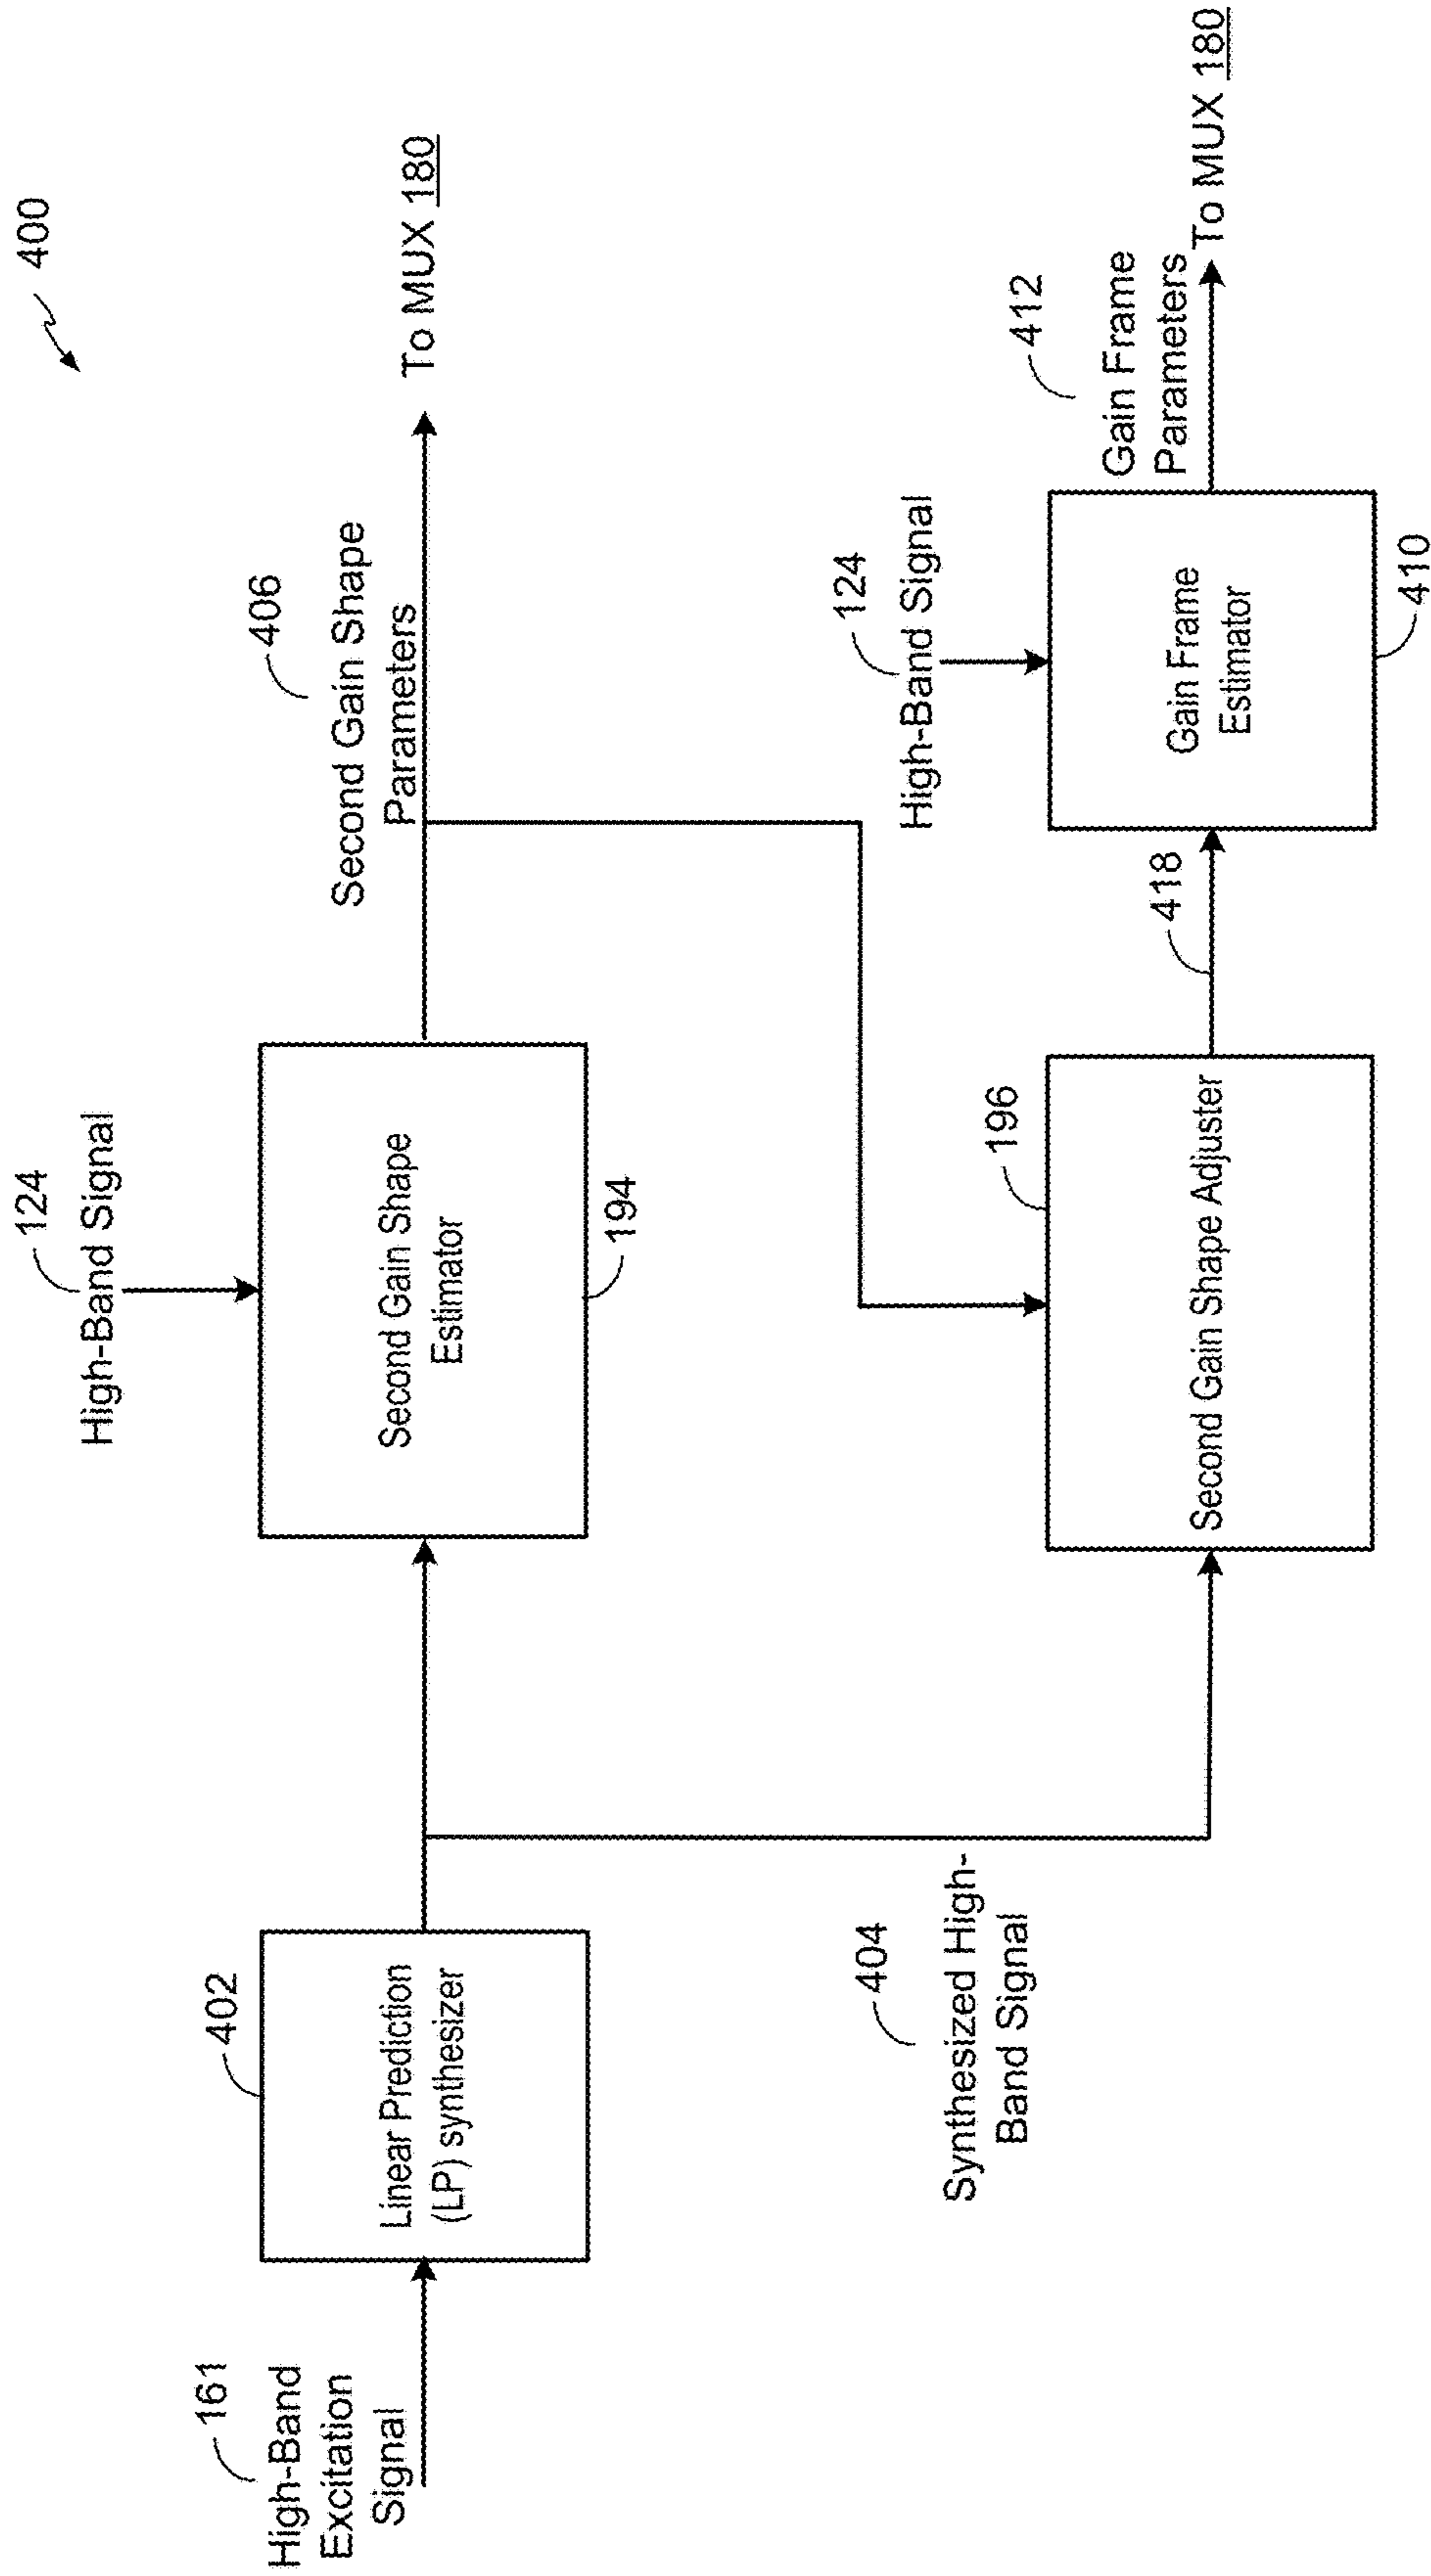 400
124
High-Band Signal
406
Second Gain Shape
Parameters
To MUX 180
161
High-Band
Excitation
Signal
402
Linear Prediction
(LP) synthesizer
Second Gain Shape
Estimator
194
404
Synthesized High-
Band Signal
196
Second Gain Shape Adjuster
418
124
High-Band Signal
Gain Frame
Estimator
410
412
Gain Frame
Parameters
To MUX 180